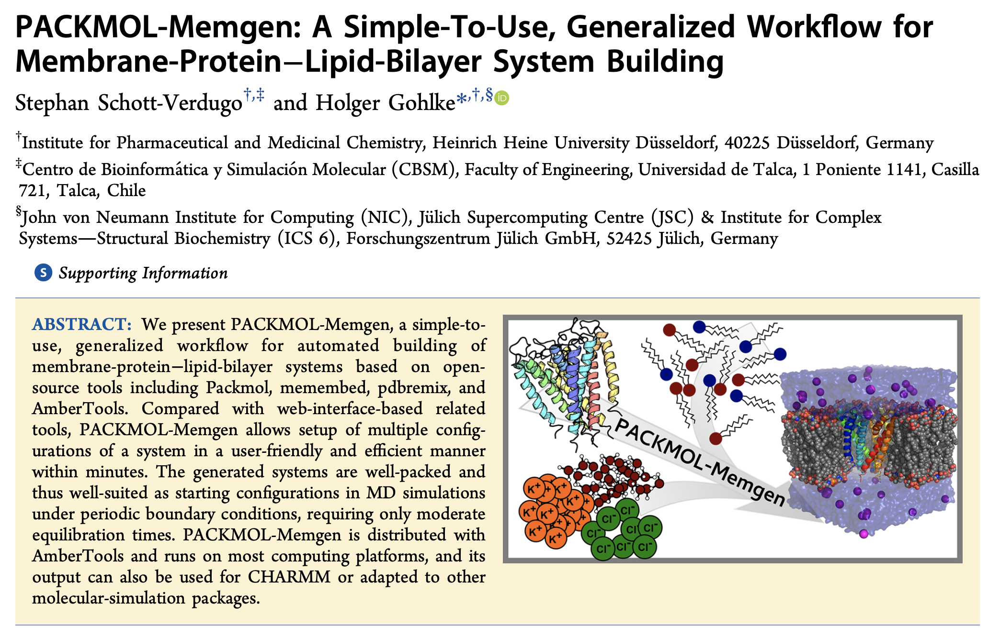 PACKMOL-Memgen: A Simple-To-Use, Generalized Workflow for
Membrane-Protein−Lipid-Bilayer System Building
Stephan Schott-Verdugo†,‡ and Holger Gohlke*,†,§ iD
†Institute for Pharmaceutical and Medicinal Chemistry, Heinrich Heine University Düsseldorf, 40225 Düsseldorf, Germany
‡Centro de Bioinformática y Simulación Molecular (CBSM), Faculty of Engineering, Universidad de Talca, 1 Poniente 1141, Casilla
721, Talca, Chile
§John von Neumann Institute for Computing (NIC), Jülich Supercomputing Centre (JSC) & Institute for Complex
Systems—Structural Biochemistry (ICS 6), Forschungszentrum Jülich GmbH, 52425 Jülich, Germany
S Supporting Information
ABSTRACT: We present PACKMOL-Memgen, a simple-to-
use, generalized workflow for automated building of
membrane-protein−lipid-bilayer systems based on open-
source tools including Packmol, memembed, pdbremix, and
AmberTools. Compared with web-interface-based related
tools, PACKMOL-Memgen allows setup of multiple config-
urations of a system in a user-friendly and efficient manner
within minutes. The generated systems are well-packed and
thus well-suited as starting configurations in MD simulations
under periodic boundary conditions, requiring only moderate
equilibration times. PACKMOL-Memgen is distributed with
AmberTools and runs on most computing platforms, and its
output can also be used for CHARMM or adapted to other
molecular-simulation packages.
PACKMOL-Memgen
K+
K+
K+
K+
K+
K+
K+
Cl-
Cl-
Cl-
Cl-
Cl-
Cl-
Cl-